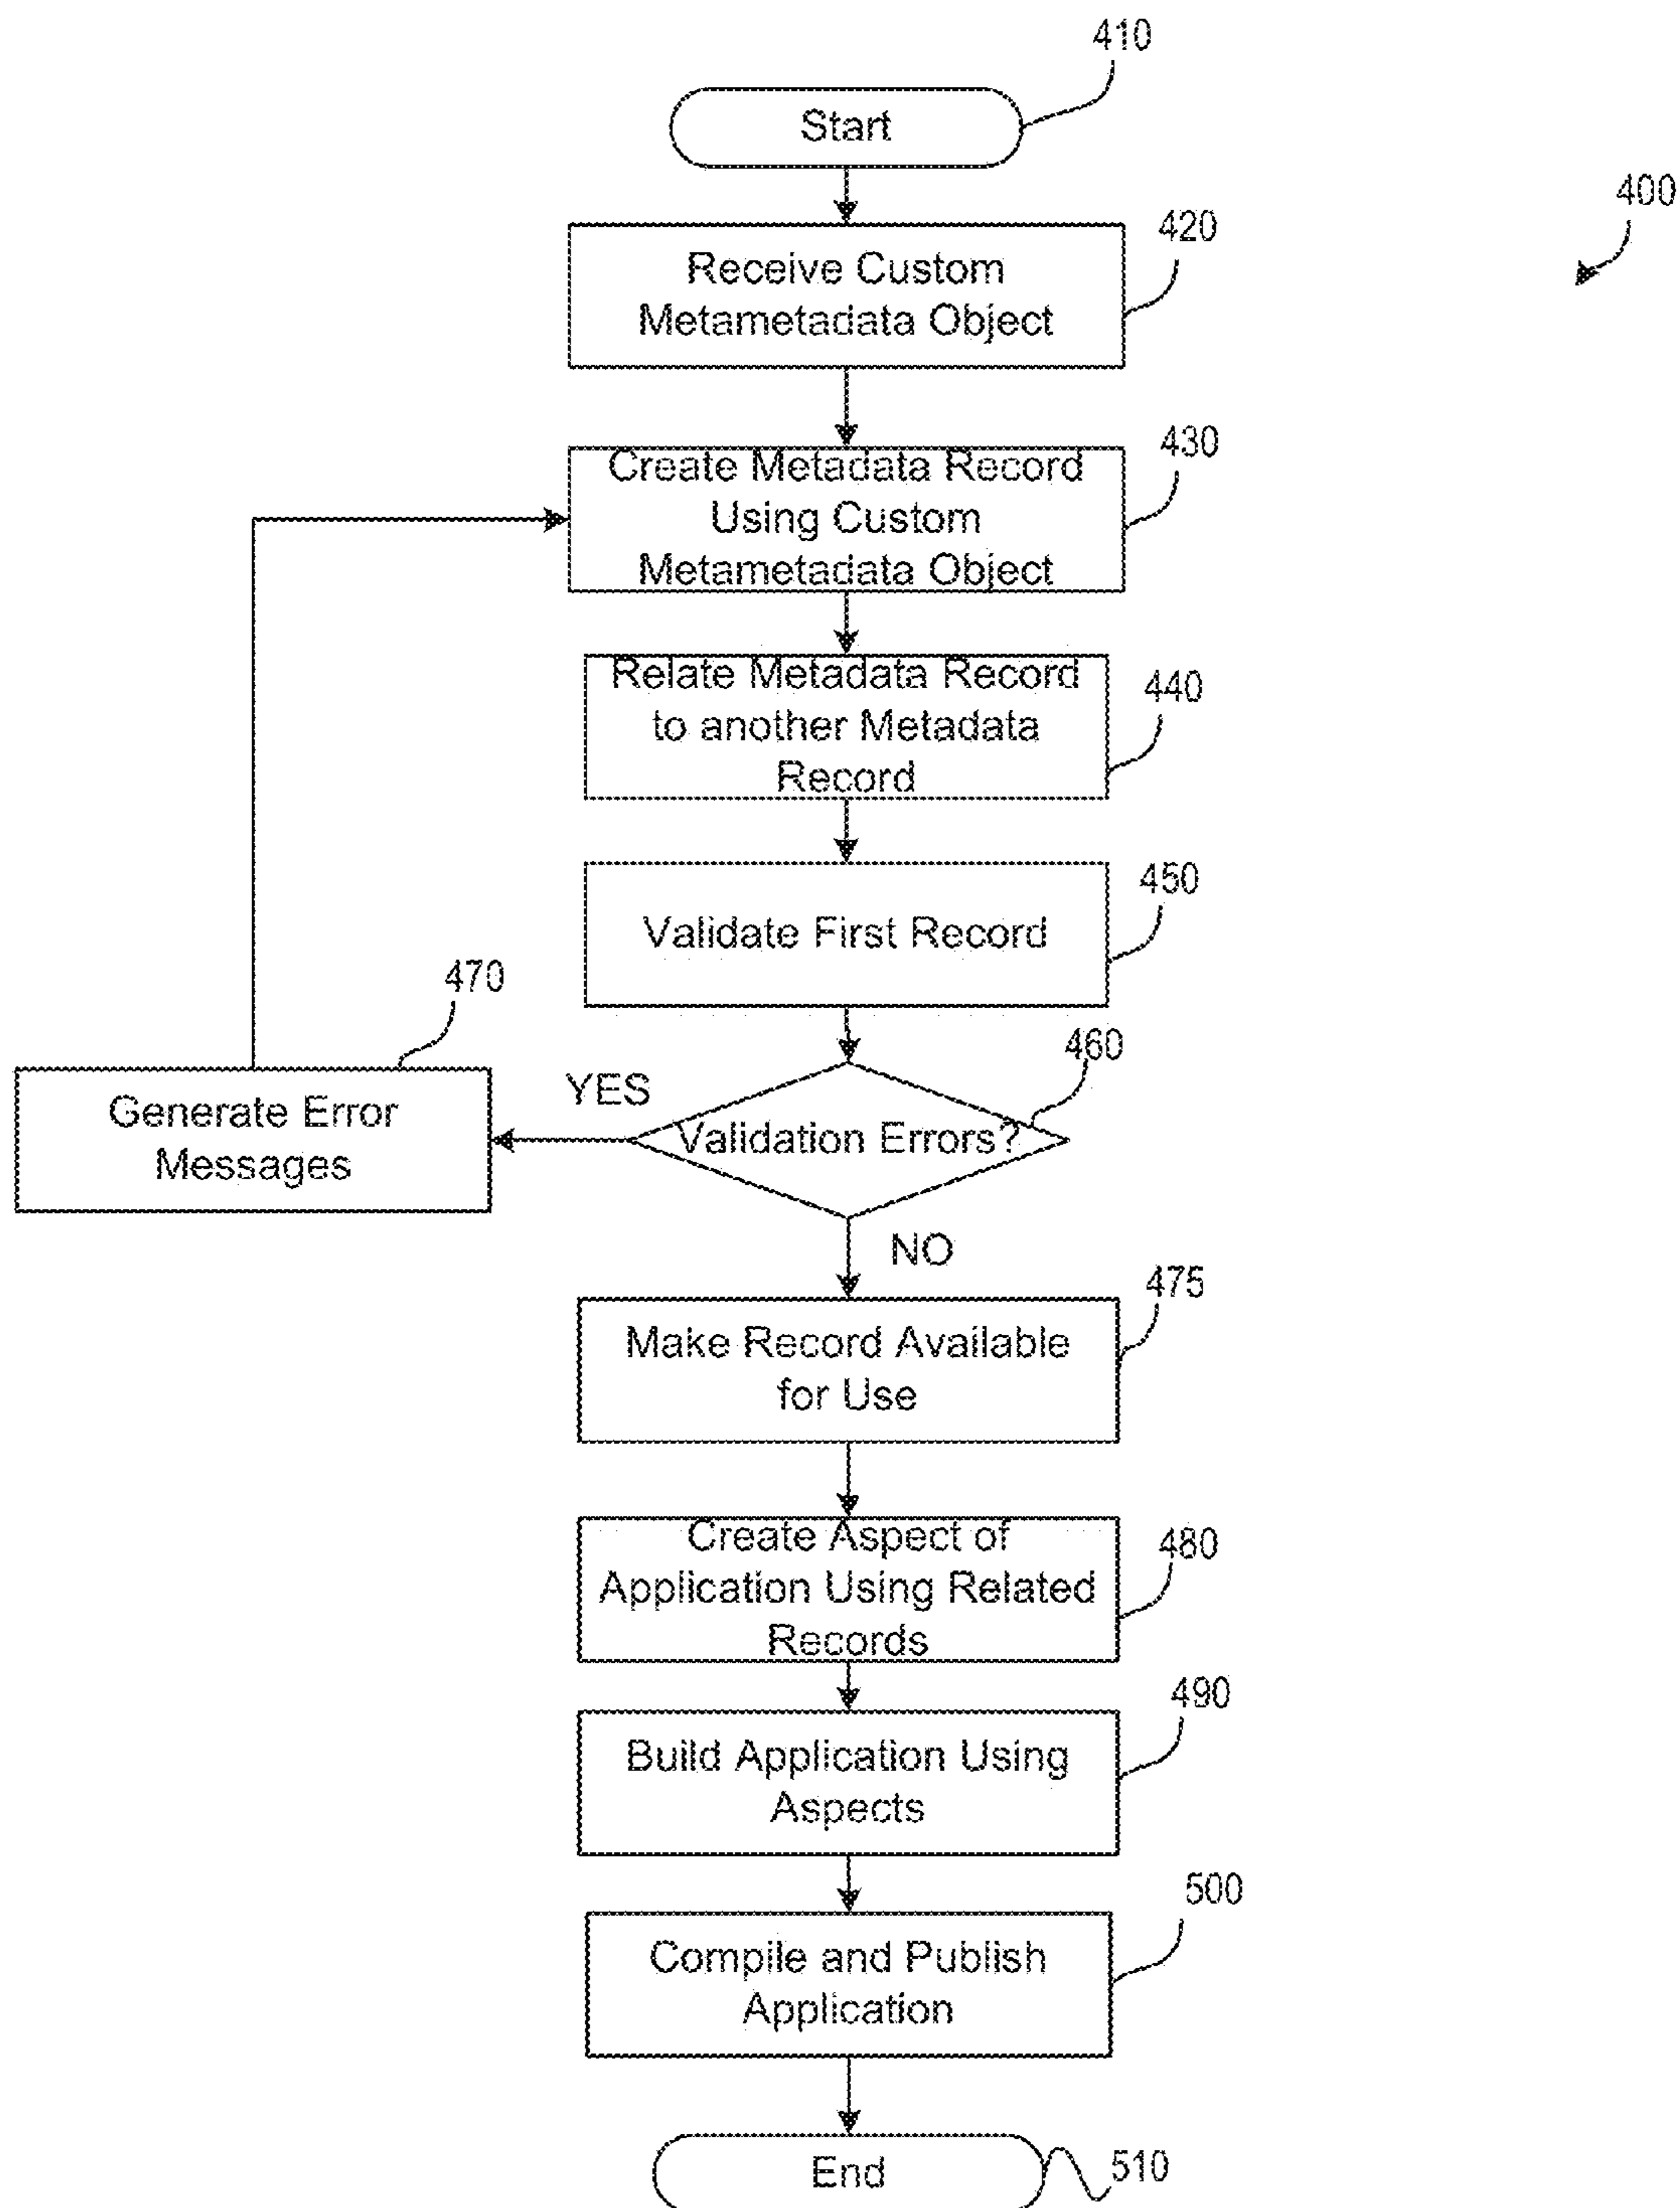 410
Start
400
420
Receive Custom
Metametadata Object
430
Create Metadata Record
Using Custom
Metametadata Object
440
Relate Metadata Record
to another Metadata
Record
450
Validate First Record
470
460
YES
Generate Error
Messages
Validation Errors?
NO
475
Make Record Available
for Use
480
Create Aspect of
Application Using Related
Records
490
Build Application Using
Aspects
500
Compile and Publish
Application
End
510